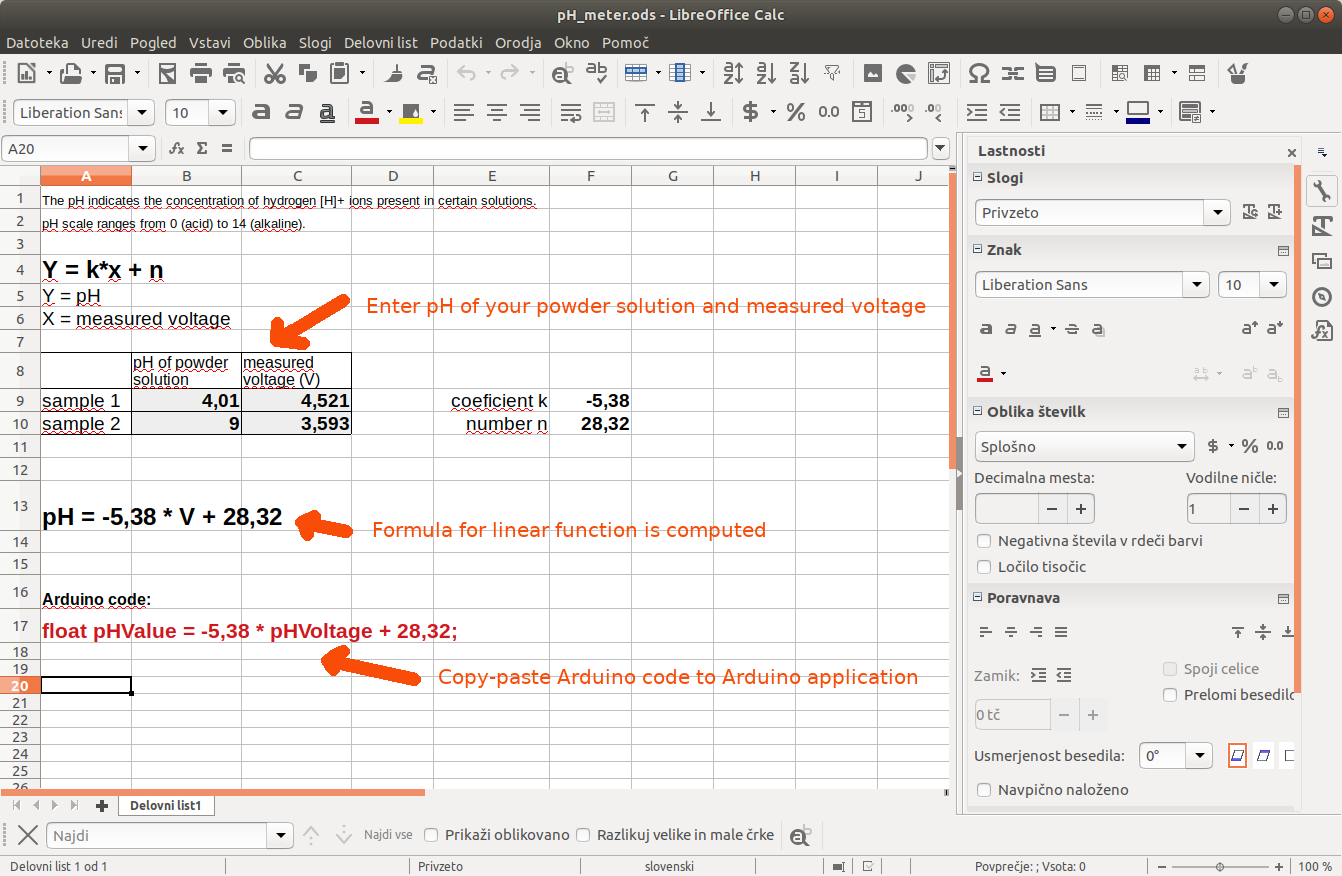 pH_meter.ods - LibreOffice Calc
Datoteka Uredi Pogled Vstavi Oblika Slogi Delovni list Podatki Orodja Okno Pomoč
Liberation Sans 10
A20
A B C D E F G H I J
1 The pH indicates the concentration of hydrogen [H]+ ions present in certain solutions.
2 pH scale ranges from 0 (acid) to 14 (alkaline).
3
4 Y = k*x + n
5 Y = pH
Enter pH of your powder solution and measured voltage
6 X = measured voltage
7
8 pH of powder solution measured voltage (V)
9 sample 1 4,01 4,521 coeficient k -5,38
10 sample 2 9 3,593 number n 28,32
11
12
13 pH = -5,38 * V + 28,32
Formula for linear function is computed
14
15
16 Arduino code:
17 float pHValue = -5,38 * pHVoltage + 28,32;
18
19
Copy-paste Arduino code to Arduino application
20
21
22
23
24
25
26
Delovni list1
Lastnosti
Slogi
Privzeto
Znak
Liberation Sans 10
Oblika številk
Splošno
$ % 0.0
Decimalna mesta: Vodilne ničle:
1
Negativna števila v rdeči barvi
Ločilo tisočic
Poravnava
Zamik: Spoji celice
Prelomi besedilo
0 tč
Usmerjenost besedila: 0°
Navpično naloženo
Najdi Najdi vse Prikaži oblikovano Razlikuj velike in male črke
Delovni list 1 od 1 Privzeto slovenski Povprečje: ; Vsota: 0 100 %